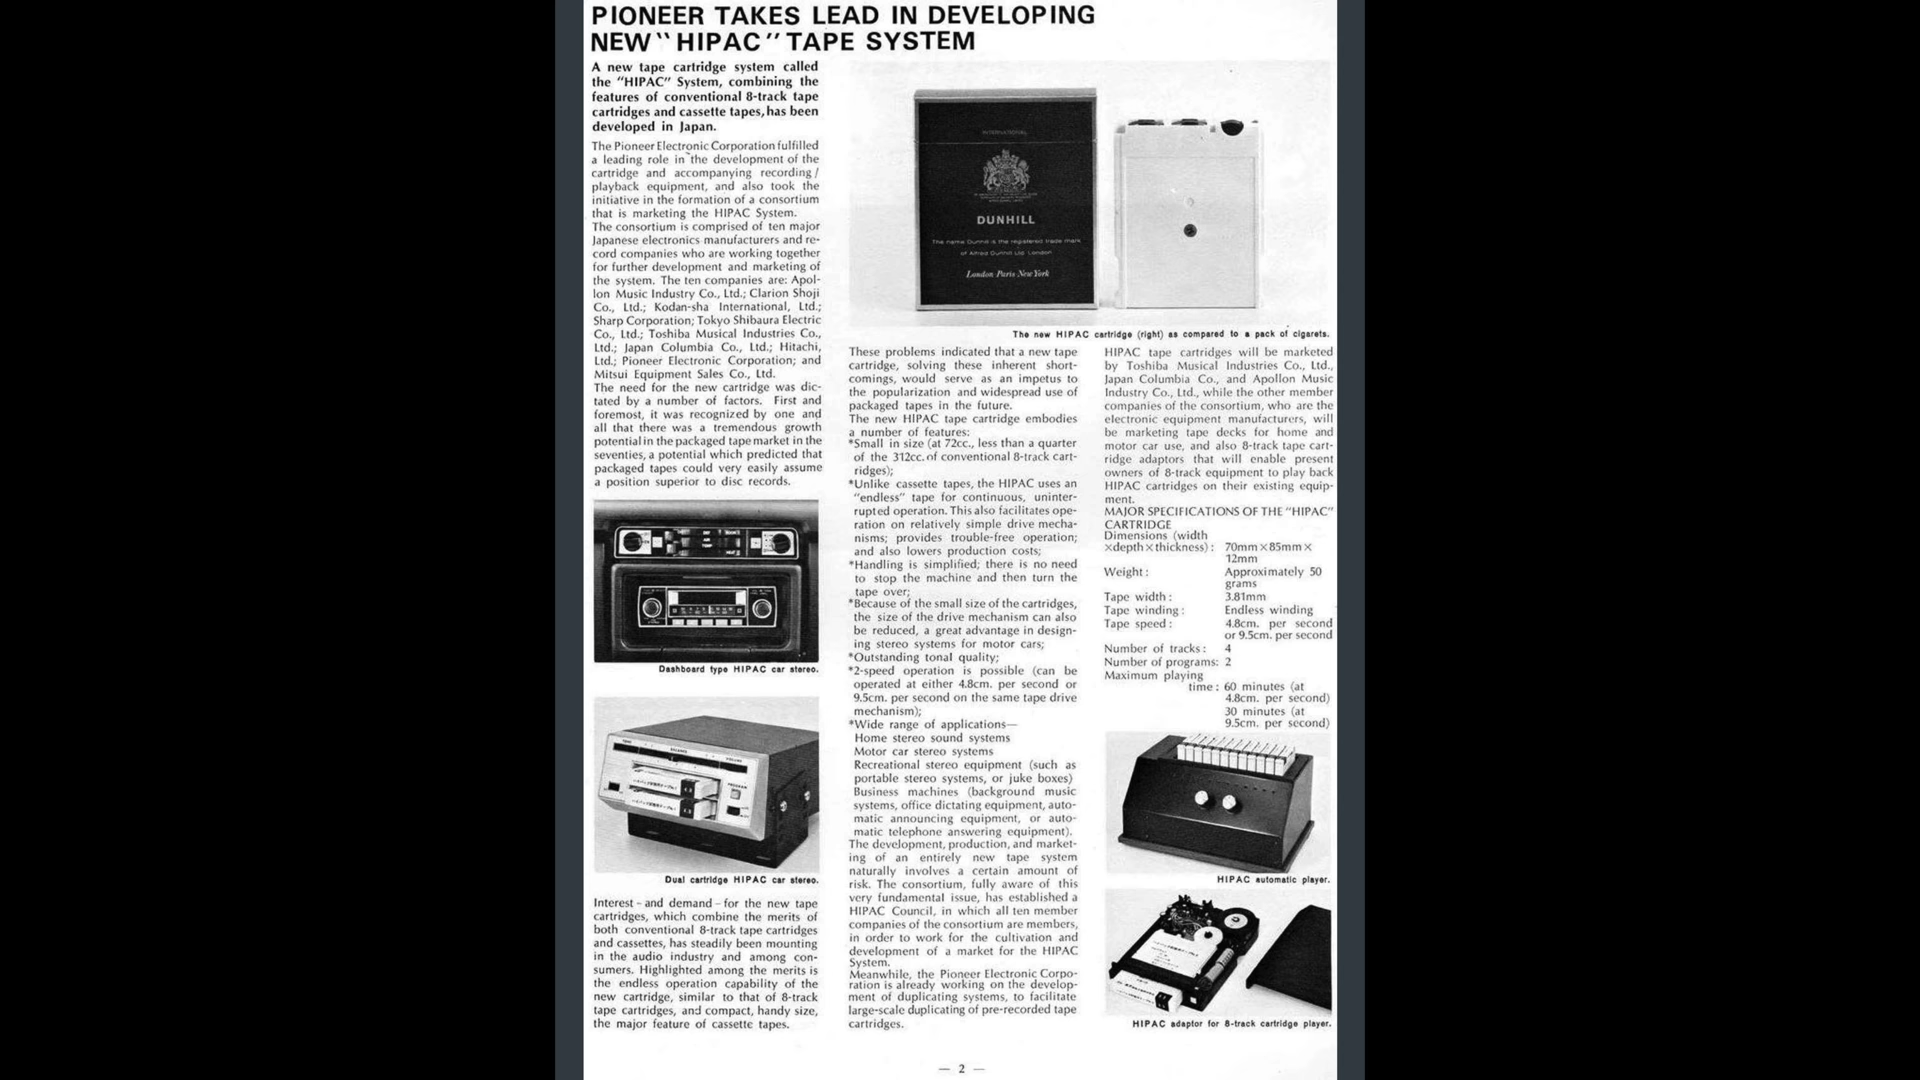 PIONEER TAKES LEAD IN DEVELOPING
NEW "HIPAC" TAPE SYSTEM
A new tape cartridge system called
the "HIPAC" System, combining the
features of conventional 8-track tape
cartridges and cassette tapes, has been
developed in Japan.
The Pioneer Electronic Corporation fulfilled
a leading role in the development of the
cartridge and accompanying recording/
playback equipment, and also took the
initiative in the formation of a consortium
that is marketing the HIPAC System.
The consortium is comprised of ten major
Japanese electronics manufacturers and re-
cord companies who are working together
for further development and marketing of
the system. The ten companies are: Apol-
lon Music Industry Co., Ltd.; Clarion Shoji
Co., Ltd.; Kodan-sha International, Ltd.;
Sharp Corporation; Tokyo Shibaura Electric
Co., Ltd.; Toshiba Musical Industries Co.,
Ltd.; Japan Columbia Co., Ltd.; Hitachi,
Ltd.; Pioneer Electronic Corporation; and
Mitsui Equipment Sales Co., Ltd.
The need for the new cartridge was dic-
tated by a number of factors. First and
foremost, it was recognized by one and
all that there was a tremendous growth
potential in the packaged tape market in the
seventies, a potential which predicted that
packaged tapes could very easily assume
a position superior to disc records.
Dashboard type HIPAC car stereo.
Dual cartridge HIPAC car stereo.
Interest - and demand - for the new tape
cartridges, which combine the merits of
both conventional 8-track tape cartridges
and cassettes, has steadily been mounting
in the audio industry and among con-
sumers. Highlighted among the merits is
the endless operation capability of the
new cartridge, similar to that of 8-track
tape cartridges, and compact, handy size,
the major feature of cassette tapes.
INTERNATIONAL
DUNHILL
The name Dunhill is the registered trade mark
of Alfred Dunhill Ltd. London
London Paris New York
The new HIPAC cartridge (right) as compared to a pack of cigarets.
These problems indicated that a new tape
cartridge, solving these inherent short-
comings, would serve as an impetus to
the popularization and widespread use of
packaged tapes in the future.
The new HIPAC tape cartridge embodies
a number of features:
*Small in size (at 72cc., less than a quarter
of the 312cc. of conventional 8-track cart-
ridges);
*Unlike cassette tapes, the HIPAC uses an
"endless" tape for continuous, uninter-
rupted operation. This also facilitates ope-
ration on relatively simple drive mecha-
nisms; provides trouble-free operation;
and also lowers production costs;
*Handling is simplified; there is no need
to stop the machine and then turn the
tape over;
*Because of the small size of the cartridges,
the size of the drive mechanism can also
be reduced, a great advantage in design-
ing stereo systems for motor cars;
*Outstanding tonal quality;
*2-speed operation is possible (can be
operated at either 4.8cm. per second or
9.5cm. per second on the same tape drive
mechanism);
*Wide range of applications—
Home stereo sound systems
Motor car stereo systems
Recreational stereo equipment (such as
portable stereo systems, or juke boxes)
Business machines (background music
systems, office dictating equipment, auto-
matic announcing equipment, or auto-
matic telephone answering equipment).
The development, production, and market-
ing of an entirely new tape system
naturally involves a certain amount of
risk. The consortium, fully aware of this
very fundamental issue, has established a
HIPAC Council, in which all ten member
companies of the consortium are members,
in order to work for the cultivation and
development of a market for the HIPAC
System.
Meanwhile, the Pioneer Electronic Corpo-
ration is already working on the develop-
ment of duplicating systems, to facilitate
large-scale duplicating of pre-recorded tape
cartridges.
HIPAC tape cartridges will be marketed
by Toshiba Musical Industries Co., Ltd.,
Japan Columbia Co., and Apollon Music
Industry Co., Ltd., while the other member
companies of the consortium, who are the
electronic equipment manufacturers, will
be marketing tape decks for home and
motor car use, and also 8-track tape cart-
ridge adaptors that will enable present
owners of 8-track equipment to play back
HIPAC cartridges on their existing equip-
ment.
MAJOR SPECIFICATIONS OF THE "HIPAC"
CARTRIDGE
Dimensions (width
×depth×thickness): 70mm×85mm×
12mm
Weight: Approximately 50
grams
Tape width: 3.81mm
Tape winding: Endless winding
Tape speed: 4.8cm. per second
or 9.5cm. per second
Number of tracks: 4
Number of programs: 2
Maximum playing
time: 60 minutes (at
4.8cm. per second)
30 minutes (at
9.5cm. per second)
HIPAC automatic player.
HIPAC adaptor for 8-track cartridge player.
— 2 —